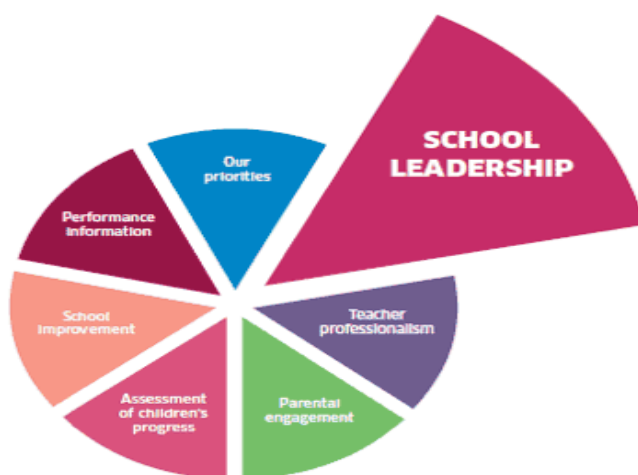 Our
priorities
SCHOOL
LEADERSHIP
Teacher
professionalism
Parental
engagement
Assessment
of children's
progress
School
improvement
Performance
information